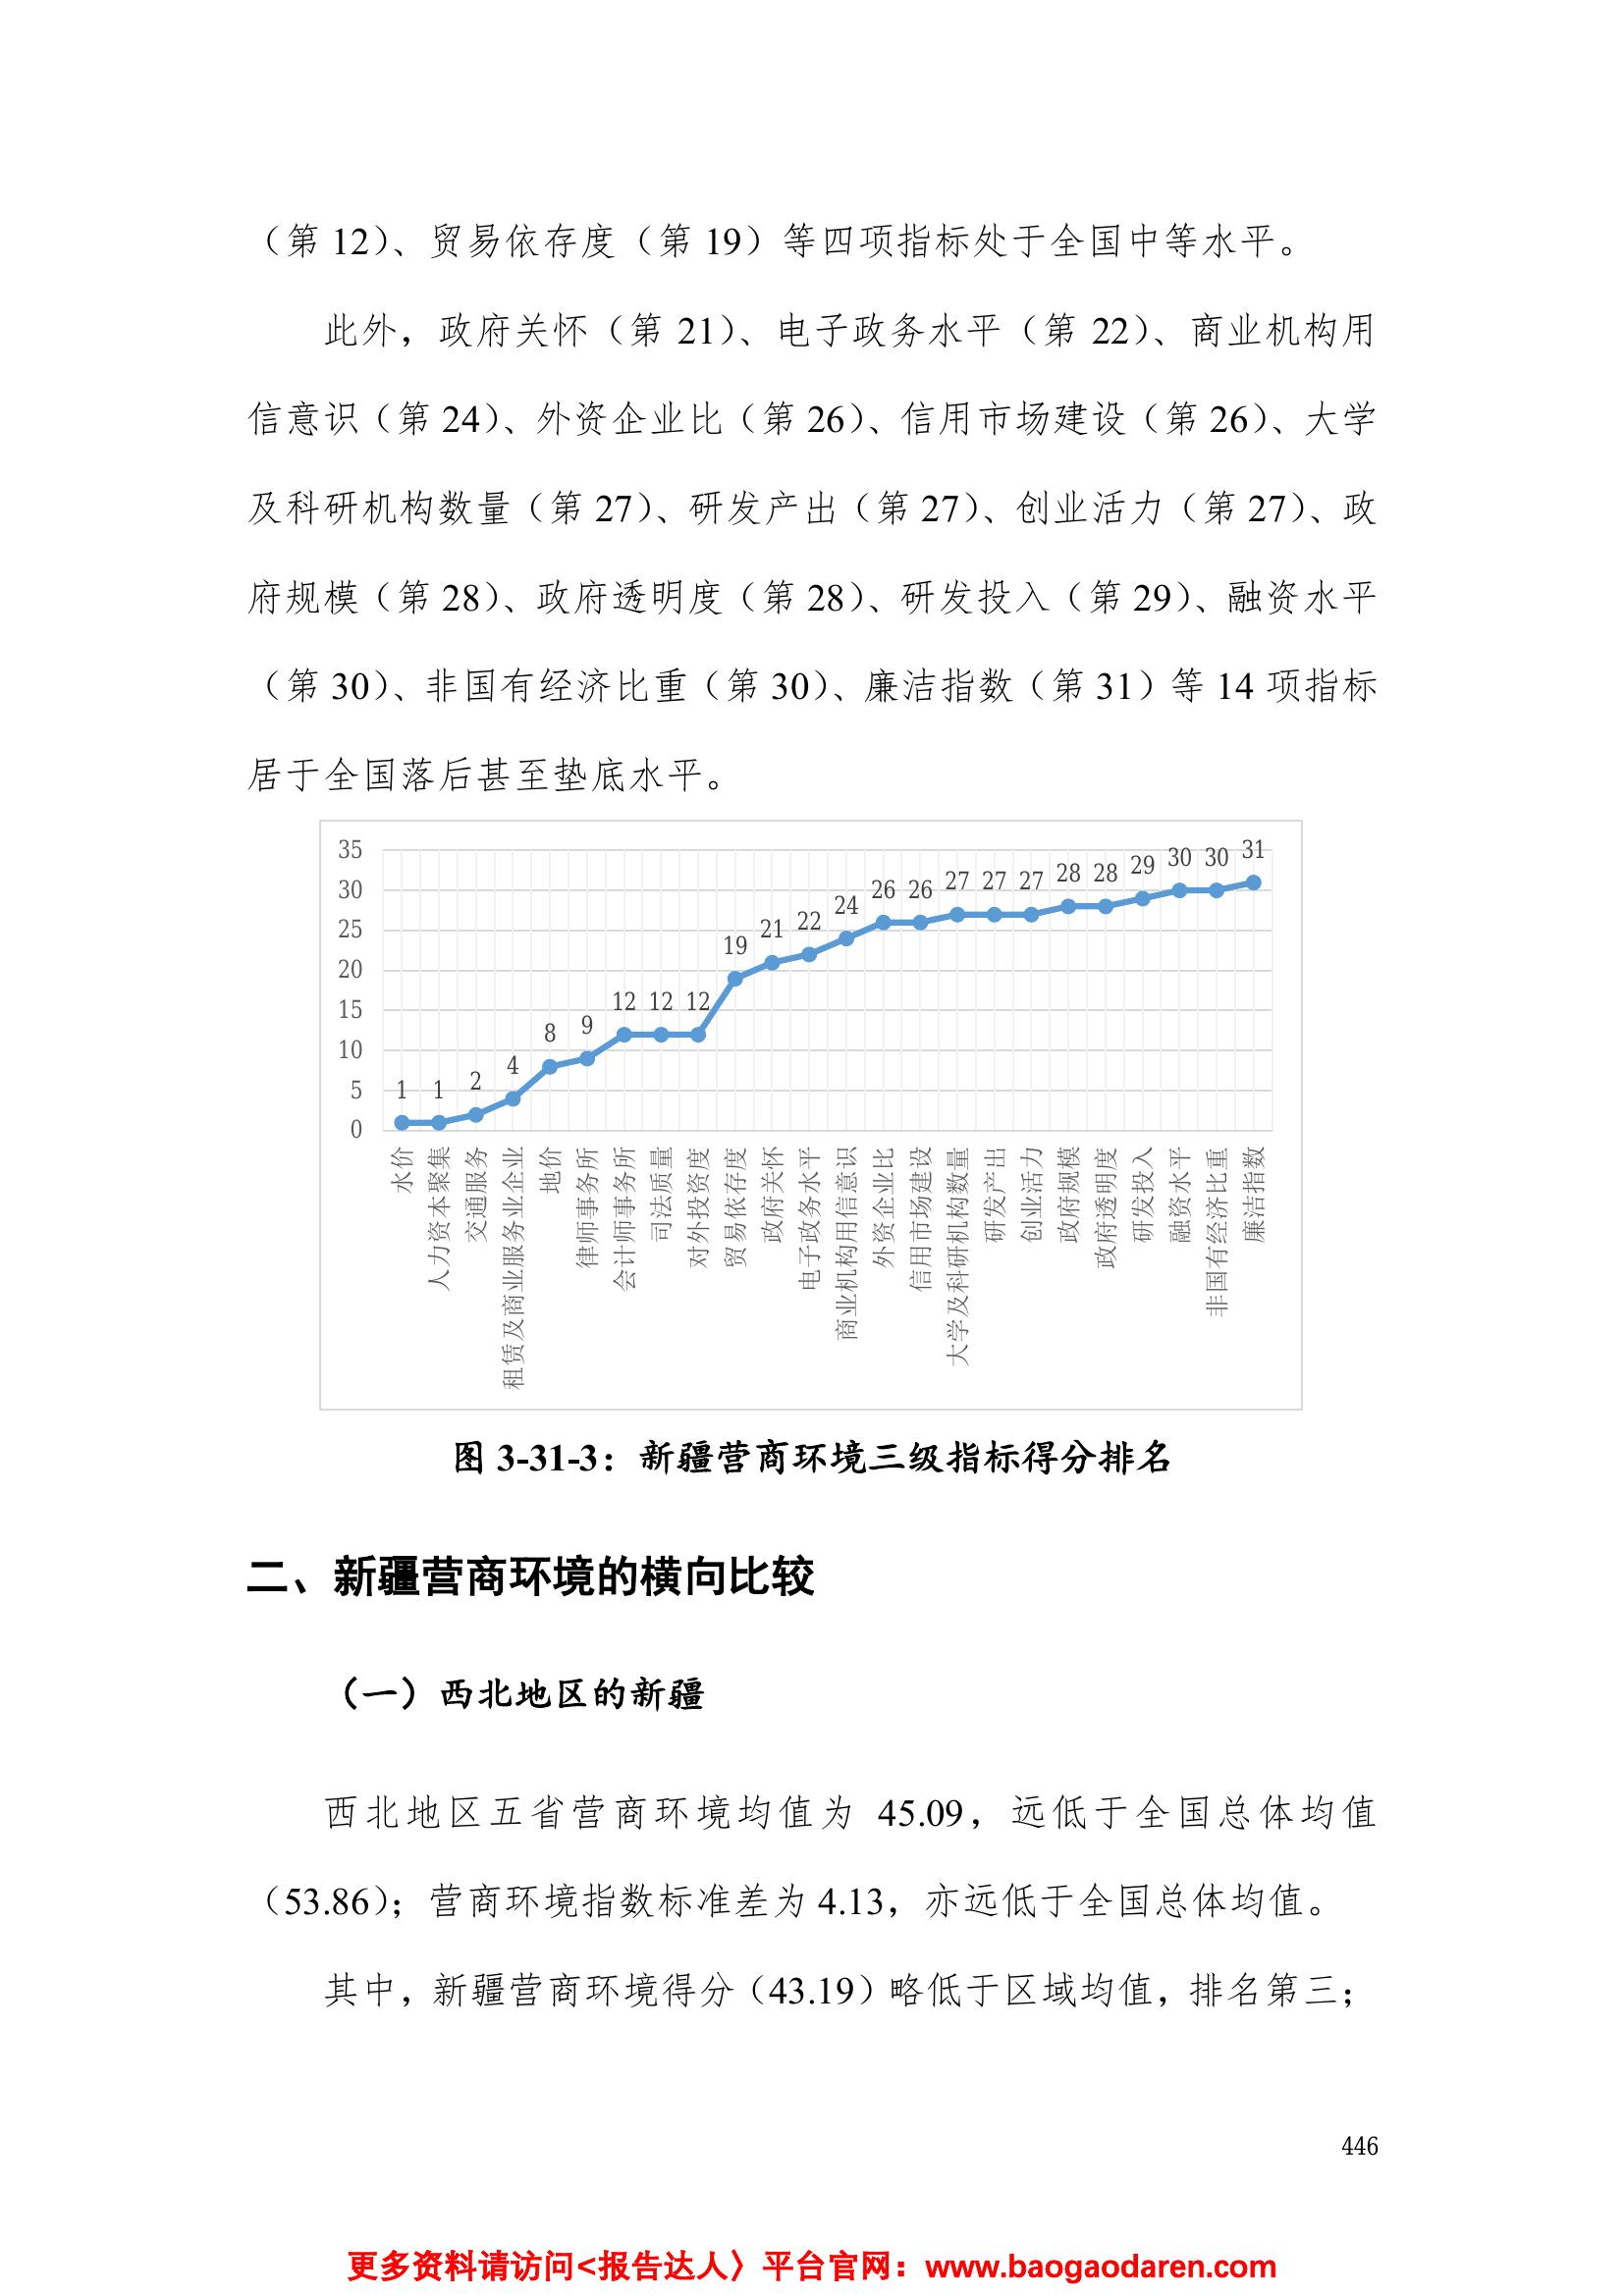 （第 12）、贸易依存度（第 19）等四项指标处于全国中等水平。
此外，政府关怀（第 21）、电子政务水平（第 22）、商业机构用
信意识（第 24）、外资企业比（第 26）、信用市场建设（第 26）、大学
及科研机构数量（第 27）、研发产出（第 27）、创业活力（第 27）、政
府规模（第 28）、政府透明度（第 28）、研发投入（第 29）、融资水平
（第 30）、非国有经济比重（第 30）、廉洁指数（第 31）等 14 项指标
居于全国落后甚至垫底水平。
35
30
25
20
15
10
5
0
1 1 2 4 8 9 12 12 12 19 21 22 24 26 26 27 27 27 28 28 29 30 30 31
水价
人力资本聚集
交通服务
租赁及商业服务业企业
地价
律师事务所
会计师事务所
司法质量
对外投资度
贸易依存度
政府关怀
电子政务水平
商业机构用信意识
外资企业比
信用市场建设
大学及科研机构数量
研发产出
创业活力
政府规模
政府透明度
研发投入
融资水平
非国有经济比重
廉洁指数
图 3-31-3：新疆营商环境三级指标得分排名
二、新疆营商环境的横向比较
（一）西北地区的新疆
西北地区五省营商环境均值为 45.09，远低于全国总体均值
（53.86）；营商环境指数标准差为 4.13，亦远低于全国总体均值。
其中，新疆营商环境得分（43.19）略低于区域均值，排名第三；
446
更多资料请访问<报告达人〉平台官网：www.baogaodaren.com